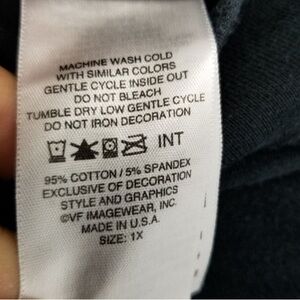 MACHINE WASH COLD
WITH SIMILAR COLORS
GENTLE CYCLE INSIDE OUT
DO NOT BLEACH
TUMBLE DRY LOW GENTLE CYCLE
DO NOT IRON DECORATION
INT
95% COTTON / 5% SPANDEX
EXCLUSIVE OF DECORATION
STYLE AND GRAPHICS
©VF IMAGEWEAR, INC.
MADE IN U.S.A.
SIZE: 1X